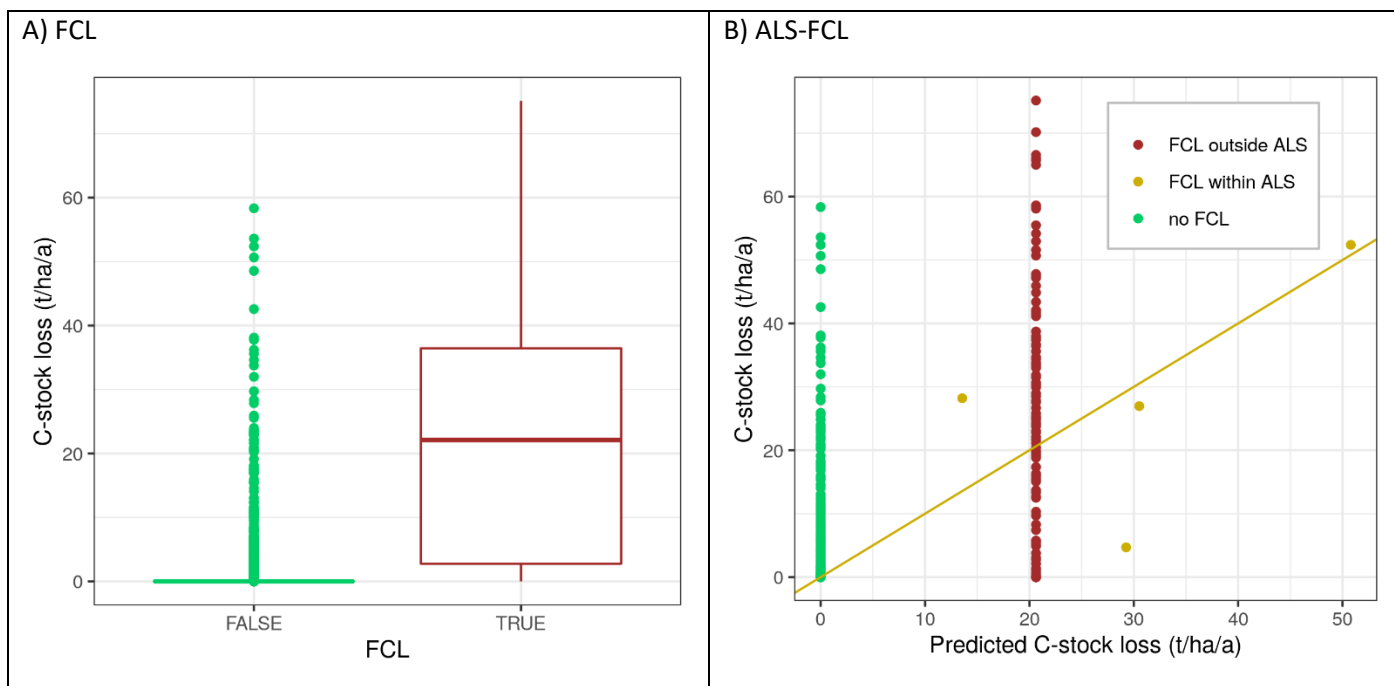 A) FCL
C-stock loss (t/ha/a)
60
40
20
0
FALSE
TRUE
FCL
B) ALS-FCL
C-stock loss (t/ha/a)
60
40
20
0
FCL outside ALS
FCL within ALS
no FCL
0
10
20
30
40
50
Predicted C-stock loss (t/ha/a)